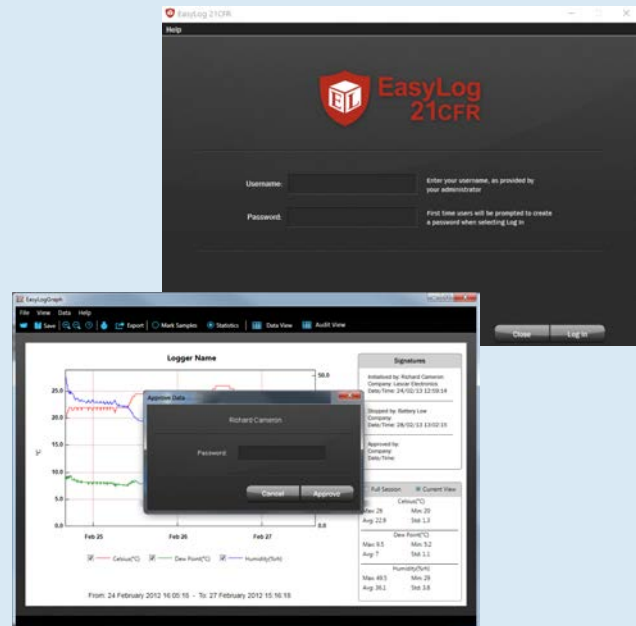 EasyLog 21CFR
Help
EL
EasyLog
21CFR
Username:
Enter your username, as provided by
your administrator
Password:
First time users will be prompted to create
a password when selecting Log in
Close
Log in
EasyLogGraph
File View Data Help
Save Export Mark Samples Statistics Data View Audit View
Logger Name
25.0
20.0
15.0
10.0
5.0
0.0
°C
50.0
0.0
Feb 25
Feb 26
Feb 27
Celsius(°C) Dew Point(°C) Humidity(%rh)
From: 24 February 2012 16:05:18 - To: 27 February 2012 15:16:18
Approve Data
Richard Cameron
Password:
Cancel
Approve
Signatures
Initialised by: Richard Cameron
Company: Lascar Electronics
Date/Time: 24/02/13 12:59:14
Stopped by: Battery Low
Company:
Date/Time: 28/02/13 13:02:15
Approved by:
Company:
Date/Time:
Full Session Current View
Celsius(°C)
Max: 26 Min: 20
Avg: 22.8 Std: 1.3
Dew Point(°C)
Max: 9.5 Min: 5.2
Avg: 7 Std: 1.1
Humidity(%rh)
Max: 49.5 Min: 29
Avg: 36.1 Std: 3.8